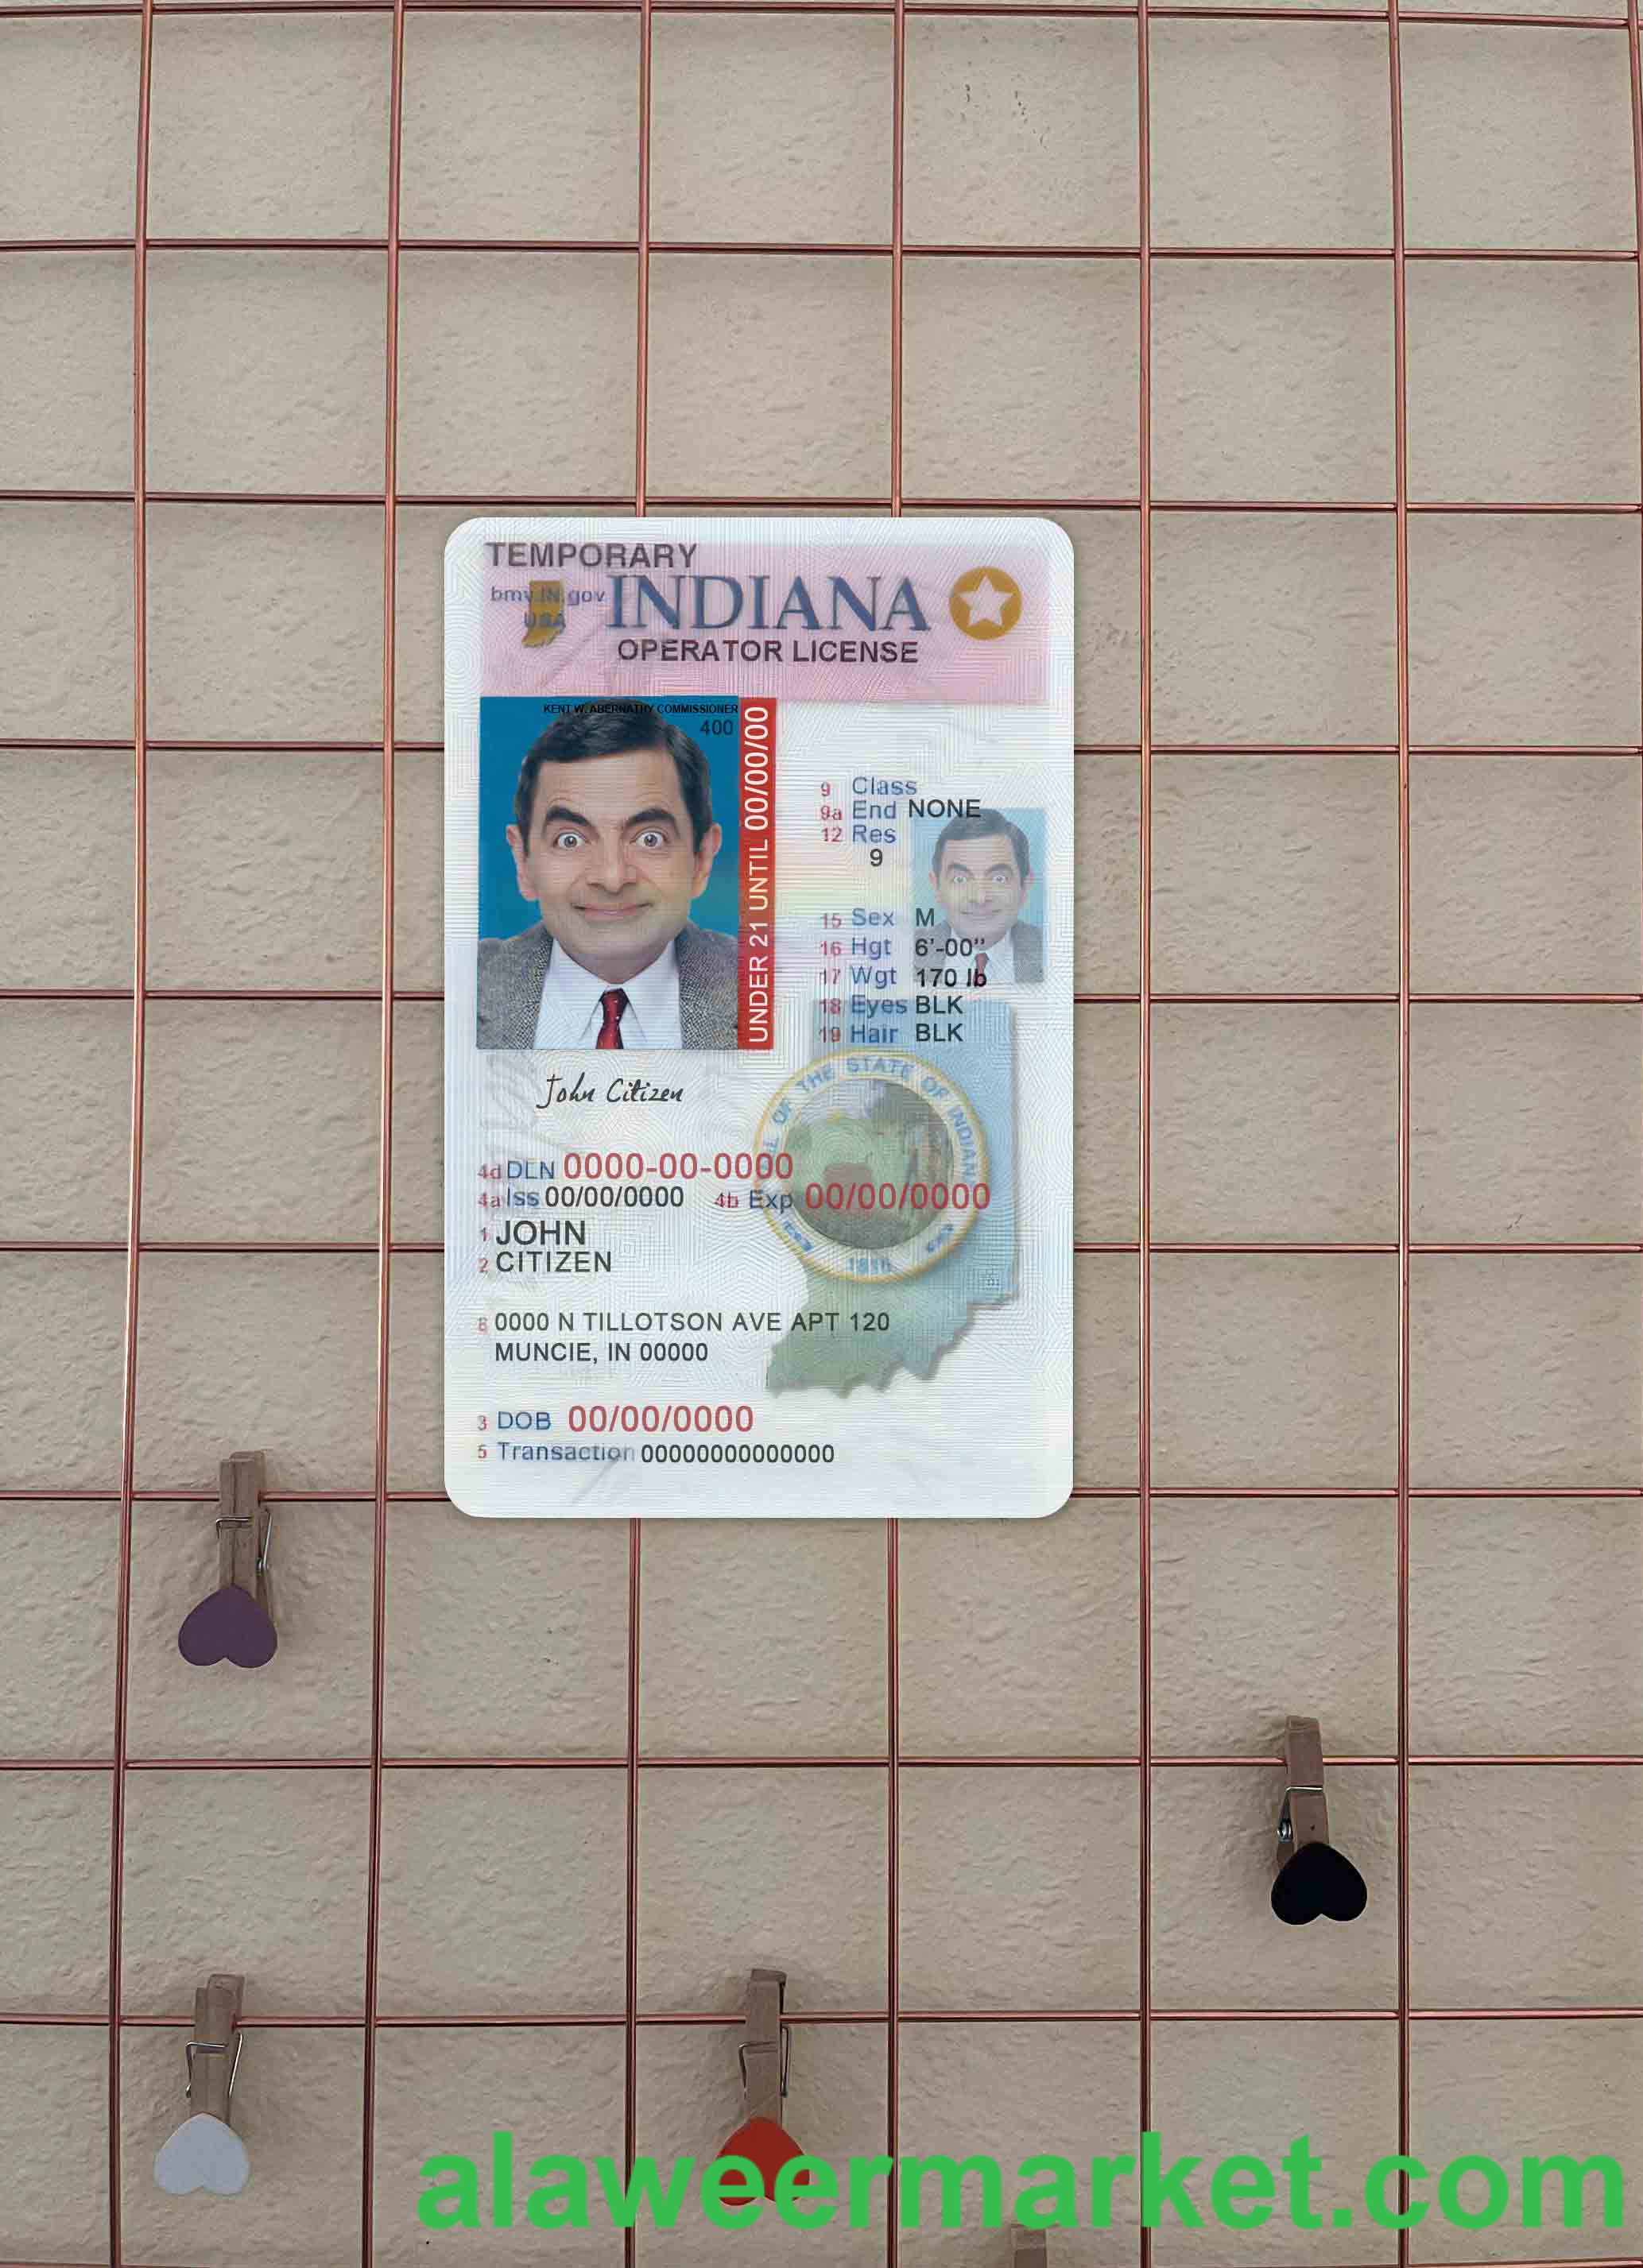 TEMPORARY
bmv.IN.gov
USA
INDIANA
OPERATOR LICENSE
KENT W. ABERNATHY COMMISSIONER
400
UNDER 21 UNTIL 00/00/00
9 Class
9a End NONE
12 Res
9
15 Sex M
16 Hgt 6'-00"
17 Wgt 170 lb
18 Eyes BLK
19 Hair BLK
John Citizen
OF THE STATE OF INDIANA
1816
4d DLN 0000-00-0000
4a Iss 00/00/0000 4b Exp 00/00/0000
1 JOHN
2 CITIZEN
8 0000 N TILLOTSON AVE APT 120
MUNCIE, IN 00000
3 DOB 00/00/0000
5 Transaction 00000000000000
alaweermarket.com